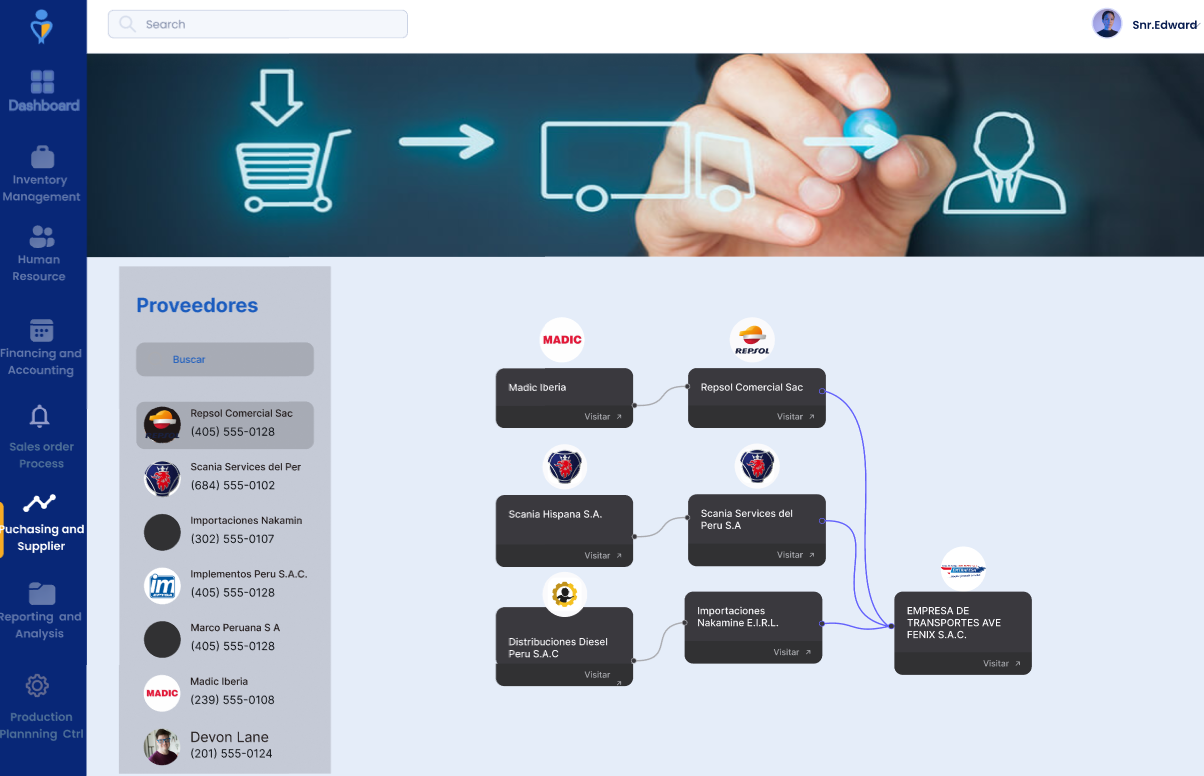 Search
Snr.Edward
Dashboard
Inventory
Management
Human
Resource
Financing and
Accounting
Sales order
Process
Puchasing and
Supplier
Reporting and
Analysis
Production
Plannning Ctrl
Proveedores
Buscar
Repsol Comercial Sac
(405) 555-0128
Scania Services del Per
(684) 555-0102
Importaciones Nakamin
(302) 555-0107
im
Implementos Peru S.A.C.
(405) 555-0128
Marco Peruana S A
(405) 555-0128
MADIC
Madic Iberia
(239) 555-0108
Devon Lane
(201) 555-0124
MADIC
REPSOL
Madic Iberia
Visitar
Repsol Comercial Sac
Visitar
Scania Hispana S.A.
Visitar
Scania Services del
Peru S.A
Visitar
Distribuciones Diesel
Peru S.A.C
Visitar
Importaciones
Nakamine E.I.R.L.
Visitar
EMPRESA DE
TRANSPORTES AVE
FENIX S.A.C.
Visitar